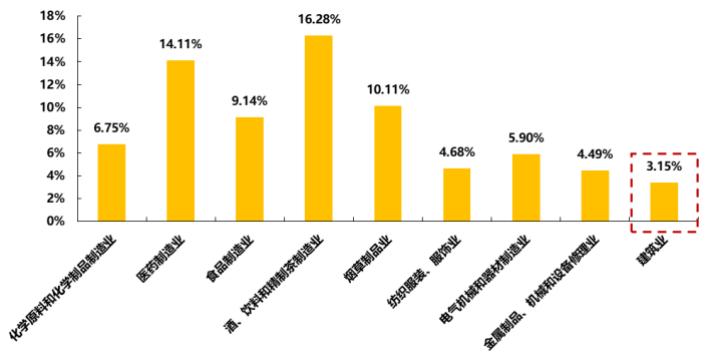 18%
16%
14%
12%
10%
8%
6%
4%
2%
0%
6.75%
14.11%
9.14%
16.28%
10.11%
4.68%
5.90%
4.49%
3.15%
化学原料和化学制品制造业
医药制造业
食品制造业
酒、饮料和精制茶制造业
烟草制品业
纺织服装、服饰业
电气机械和器材制造业
金属制品、机械和设备修理业
建筑业